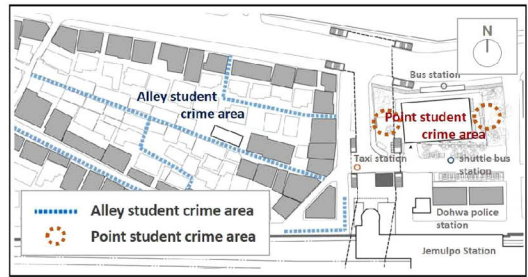 N
Bus station
Alley student
crime area
Point student
crime area
Taxi station
shuttle bus
station
Dohwa police
station
Jemulpo Station
Alley student crime area
Point student crime area